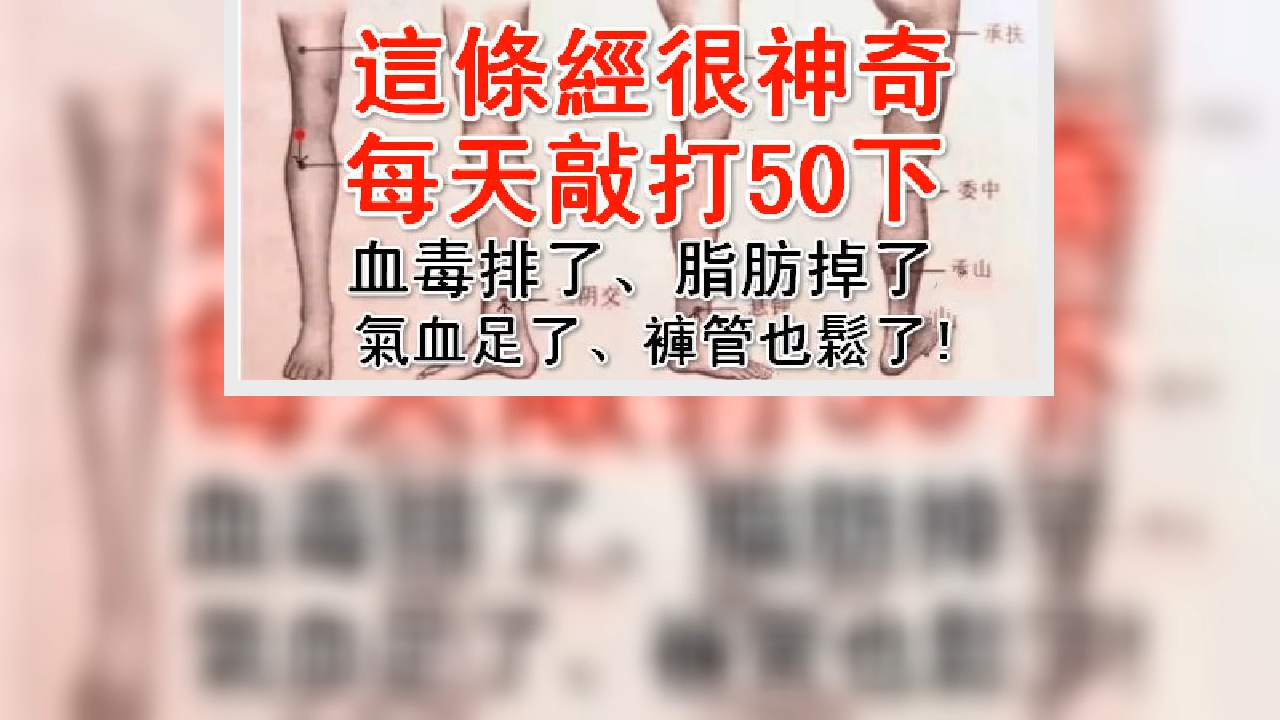 這條經很神奇
每天敲打50下
血毒排了、脂肪掉了
氣血足了、褲管也鬆了!
承扶
委中
承山
三陰交